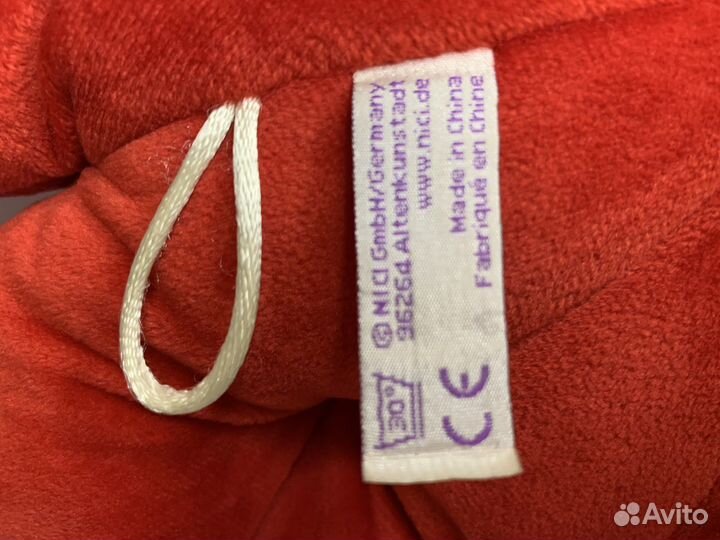 © NICI GmbH/Germany
96264 Altenkunstadt
www.nici.de
Made in China
Fabriqué en Chine
30°
CE
Avito